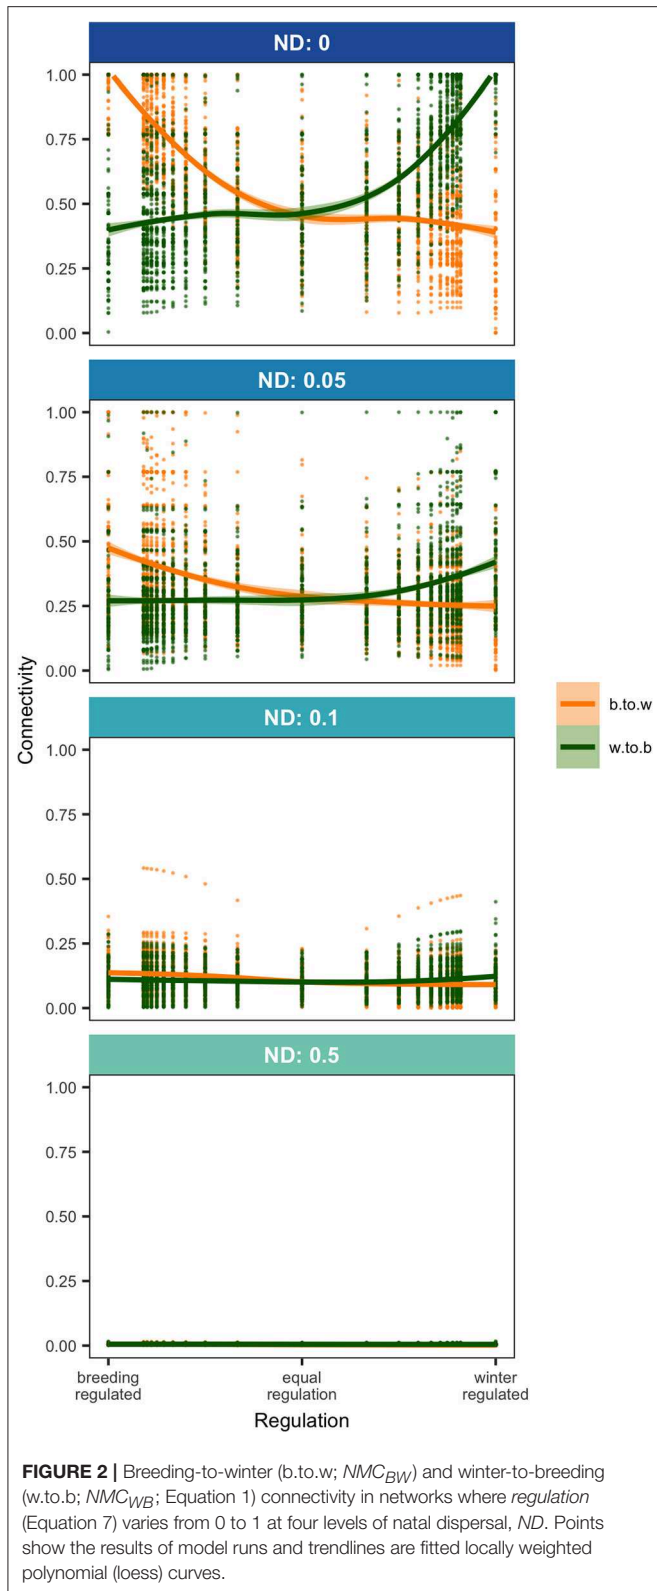 ND: 0
1.00
0.75
0.50
0.25
0.00
ND: 0.05
1.00
0.75
0.50
0.25
0.00
Connectivity
b.to.w
w.to.b
ND: 0.1
1.00
0.75
0.50
0.25
0.00
ND: 0.5
1.00
0.75
0.50
0.25
0.00
breeding regulated
equal regulation
winter regulated
Regulation
FIGURE 2 | Breeding-to-winter (b.to.w; NMC_BW) and winter-to-breeding
(w.to.b; NMC_WB; Equation 1) connectivity in networks where regulation
(Equation 7) varies from 0 to 1 at four levels of natal dispersal, ND. Points
show the results of model runs and trendlines are fitted locally weighted
polynomial (loess) curves.